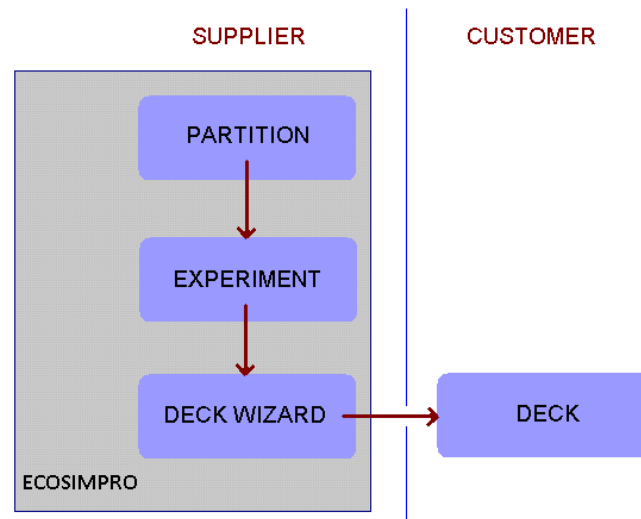 SUPPLIER
CUSTOMER
PARTITION
EXPERIMENT
DECK WIZARD
DECK
ECOSIMPRO